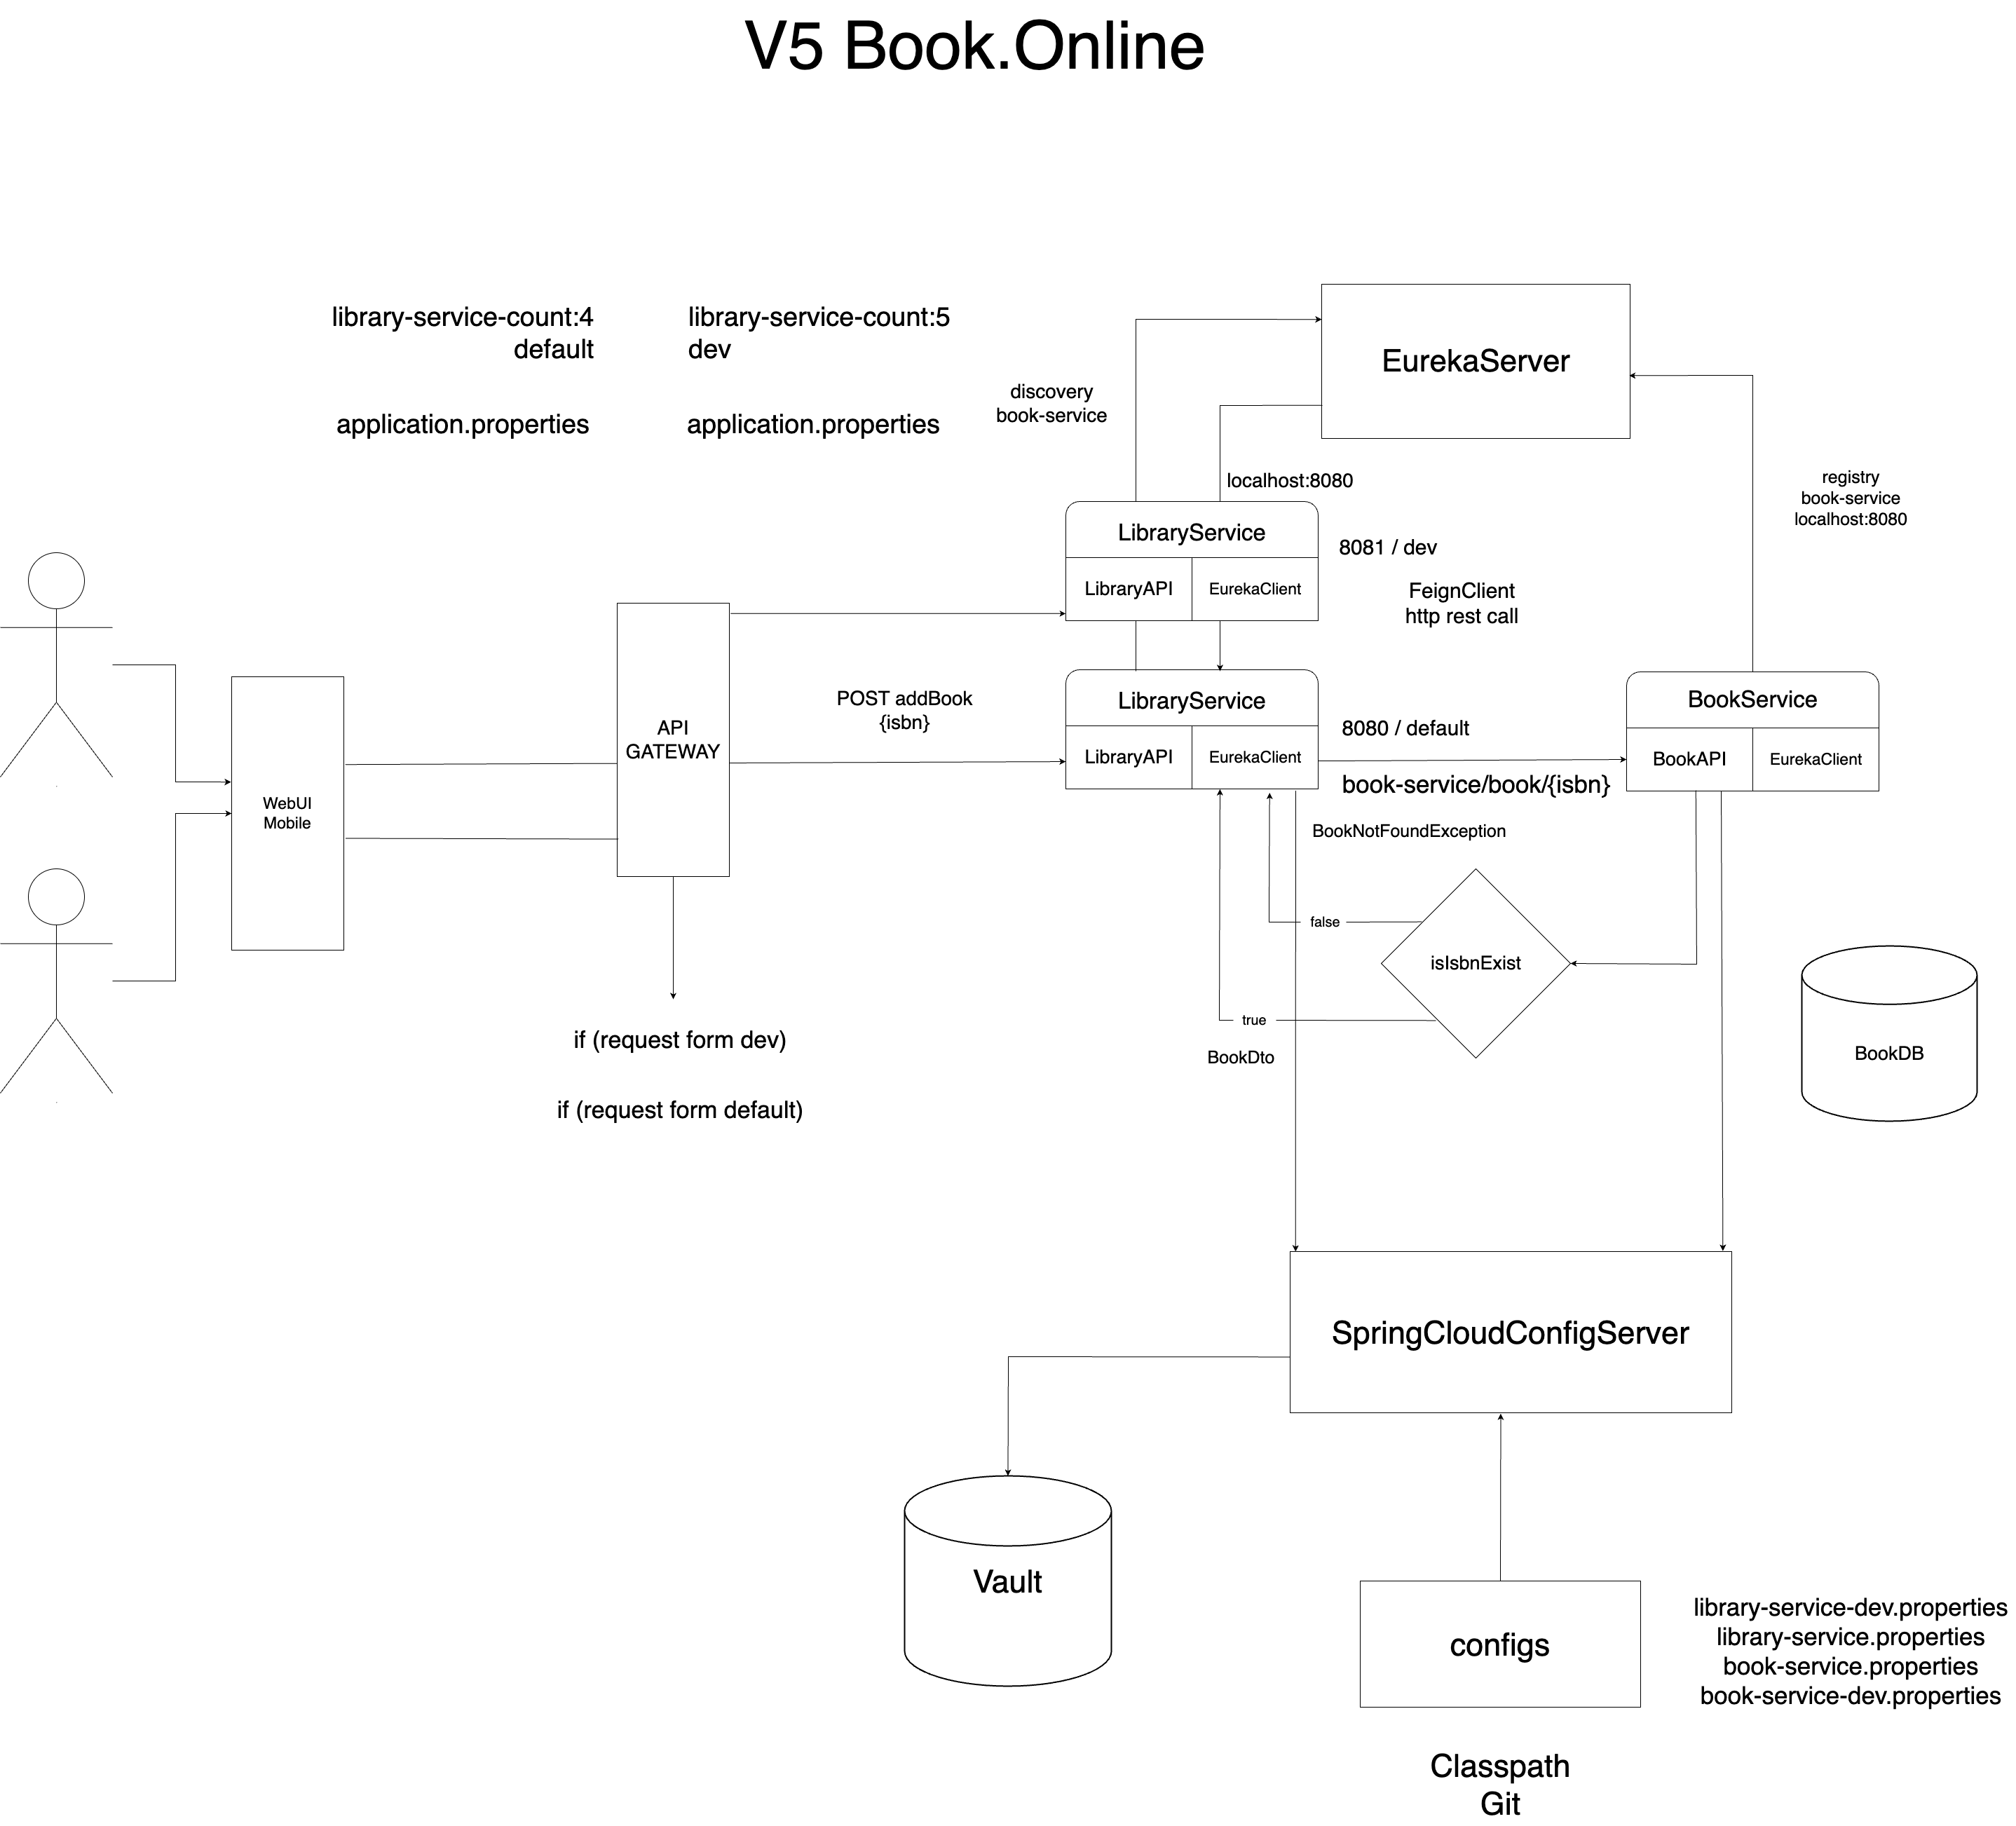 V5 Book.Online
library-service-count:4
default
library-service-count:5
dev
application.properties
application.properties
discovery
book-service
EurekaServer
localhost:8080
registry
book-service
localhost:8080
LibraryService
LibraryAPI
EurekaClient
8081 / dev
FeignClient
http rest call
WebUI
Mobile
API
GATEWAY
POST addBook
{isbn}
LibraryService
LibraryAPI
EurekaClient
8080 / default
book-service/book/{isbn}
BookService
BookAPI
EurekaClient
BookNotFoundException
false
isIsbnExist
true
BookDto
BookDB
if (request form dev)
if (request form default)
SpringCloudConfigServer
Vault
configs
library-service-dev.properties
library-service.properties
book-service.properties
book-service-dev.properties
Classpath
Git